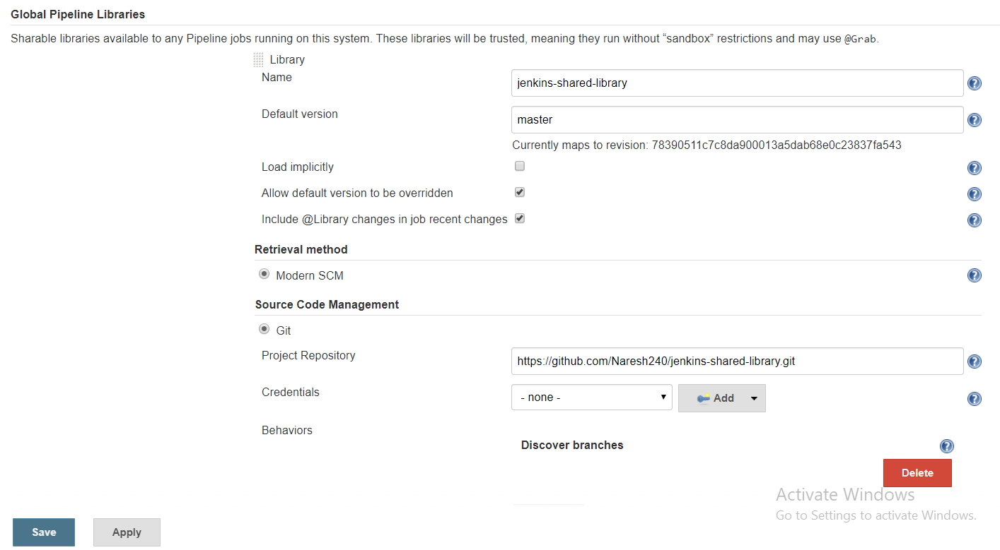 Global Pipeline Libraries
Sharable libraries available to any Pipeline jobs running on this system. These libraries will be trusted, meaning they run without “sandbox” restrictions and may use @Grab.
Library
Name
jenkins-shared-library
Default version
master
Currently maps to revision: 78390511c7c8da900013a5dab68e0c23837fa543
Load implicitly
Allow default version to be overridden
Include @Library changes in job recent changes
Retrieval method
Modern SCM
Source Code Management
Git
Project Repository
https://github.com/Naresh240/jenkins-shared-library.git
Credentials
- none -
Add
Behaviors
Discover branches
Delete
Activate Windows
Go to Settings to activate Windows.
Save
Apply